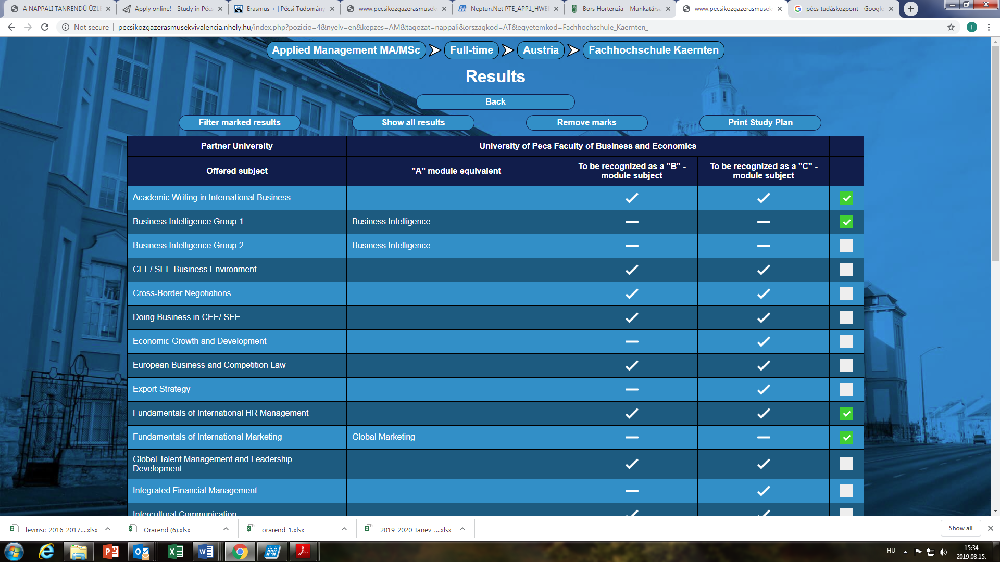 A NAPPALI TANRENDŰ ÜZLE
Apply online! - Study in Pécs
Erasmus + | Pécsi Tudomány
www.pecsikozgazerasmusek
Neptun.Net PTE_APP1_HWE
Bors Hortenzia – Munkatársa
www.pecsikozgazerasmusek
pécs tudásközpont - Google
Not secure | pecsikozgazerasmusekvivalencia.nhely.hu/index.php?pozicio=4&nyelv=en&kepzes=AM&tagozat=nappali&orszagkod=AT&egyetemkod=Fachhochschule_Kaernten_
I
Applied Management MA/MSc Full-time Austria Fachhochschule Kaernten
Results
Back
Filter marked results Show all results Remove marks Print Study Plan
Partner University University of Pecs Faculty of Business and Economics
Offered subject "A" module equivalent To be recognized as a "B" - module subject To be recognized as a "C" - module subject
Academic Writing in International Business
Business Intelligence Group 1 Business Intelligence
Business Intelligence Group 2 Business Intelligence
CEE/ SEE Business Environment
Cross-Border Negotiations
Doing Business in CEE/ SEE
Economic Growth and Development
European Business and Competition Law
Export Strategy
Fundamentals of International HR Management
Fundamentals of International Marketing Global Marketing
Global Talent Management and Leadership
Development
Integrated Financial Management
Intercultural Communication
levmsc_2016-2017....xlsx Orarend (6).xlsx orarend_1.xlsx 2019-2020_tanev_....xlsx Show all
HU 15:34
2019.08.15.